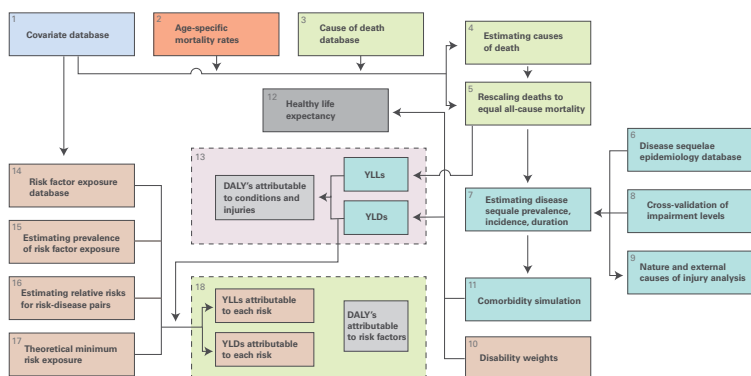 1
Covariate database
2
Age-specific
mortality rates
3
Cause of death
database
4
Estimating causes
of death
5
Rescaling deaths to
equal all-cause mortality
12
Healthy life
expectancy
6
Disease sequelae
epidemiology database
13
DALY's attributable
to conditions and
injuries
YLLs
YLDs
14
Risk factor exposure
database
7
Estimating disease
sequale prevalence,
incidence, duration
8
Cross-validation of
impairment levels
15
Estimating prevalence
of risk factor exposure
9
Nature and external
causes of injury analysis
16
Estimating relative risks
for risk-disease pairs
11
Comorbidity simulation
18
YLLs attributable
to each risk
YLDs attributable
to each risk
DALY's
attributable
to risk factors
17
Theoretical minimum
risk exposure
10
Disability weights